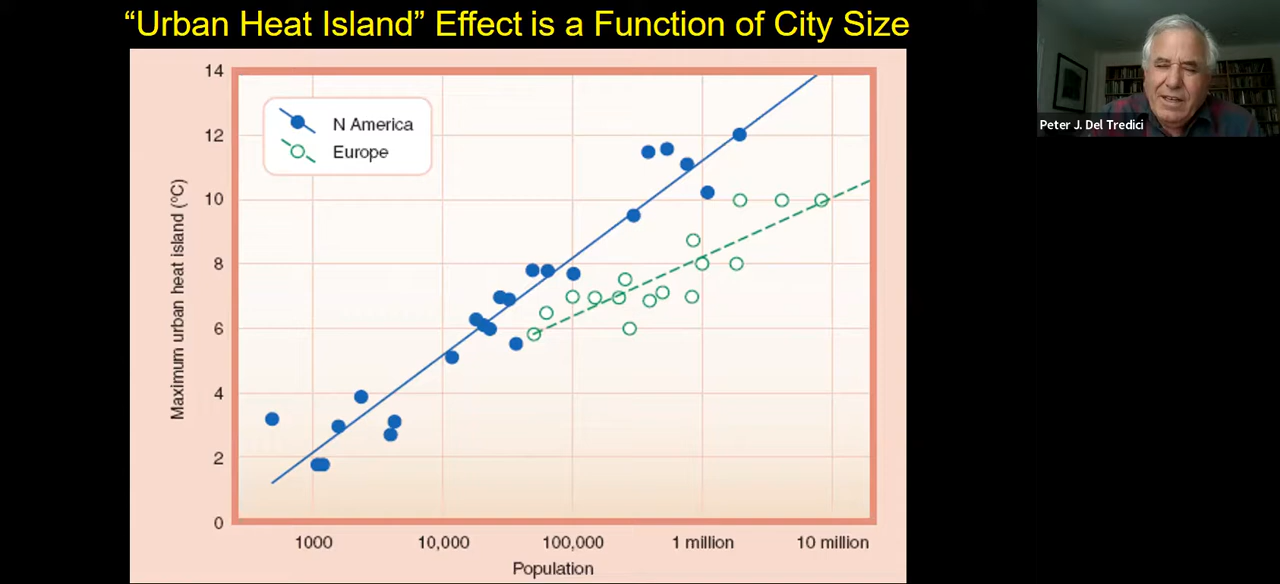 “Urban Heat Island” Effect is a Function of City Size
Peter J. Del Tredici
N America
Europe
Maximum urban heat island (°C)
14
12
10
8
6
4
2
0
1000 10,000 100,000 1 million 10 million
Population